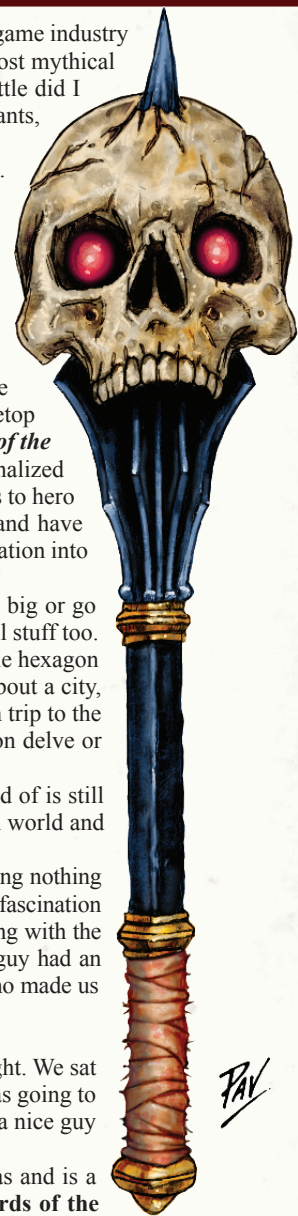 game industry
ost mythical
ttle did I
ants,
.
e
etop
of the
nalized
s to hero
and have
ation into
big or go
l stuff too.
e hexagon
bout a city,
n trip to the
on delve or
d of is still
world and
ng nothing
fascination
ng with the
guy had an
ho made us
ght. We sat
as going to
a nice guy
as and is a
rds of the
PAV